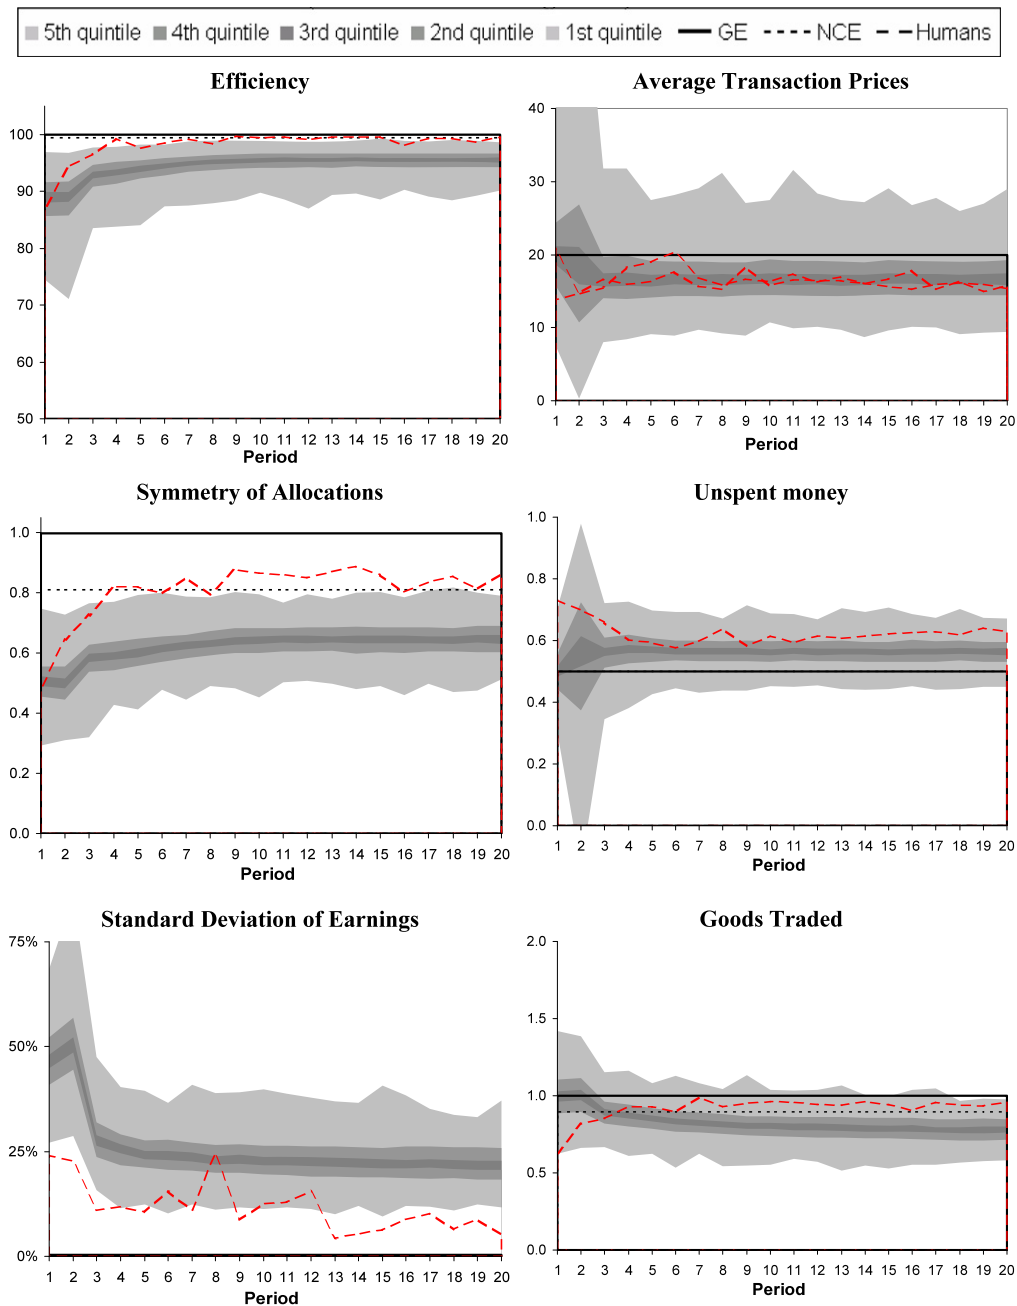 5th quintile 4th quintile 3rd quintile 2nd quintile 1st quintile GE NCE Humans
Efficiency
100
90
80
70
60
50
1 2 3 4 5 6 7 8 9 10 11 12 13 14 15 16 17 18 19 20
Period
Average Transaction Prices
40
30
20
10
0
1 2 3 4 5 6 7 8 9 10 11 12 13 14 15 16 17 18 19 20
Period
Symmetry of Allocations
1.0
0.8
0.6
0.4
0.2
0.0
1 2 3 4 5 6 7 8 9 10 11 12 13 14 15 16 17 18 19 20
Period
Unspent money
1.0
0.8
0.6
0.4
0.2
0.0
1 2 3 4 5 6 7 8 9 10 11 12 13 14 15 16 17 18 19 20
Period
Standard Deviation of Earnings
75%
50%
25%
0%
1 2 3 4 5 6 7 8 9 10 11 12 13 14 15 16 17 18 19 20
Period
Goods Traded
2.0
1.5
1.0
0.5
0.0
1 2 3 4 5 6 7 8 9 10 11 12 13 14 15 16 17 18 19 20
Period